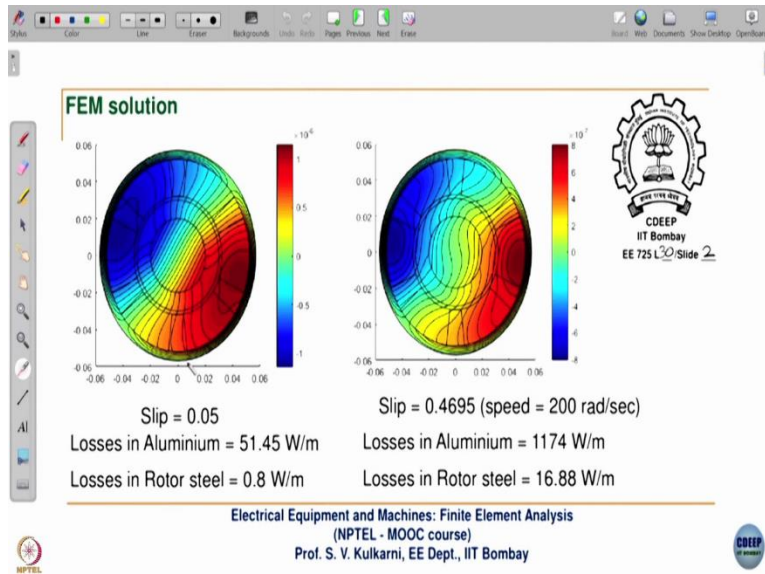 Stylus
Color
Line
Eraser
Backgrounds
Undo
Redo
Pages
Previous
Next
Erase
Board
Web
Documents
Show Desktop
OpenBoar
FEM solution
CDEEP
IIT Bombay
EE 725 L 30 /Slide 2
0.06
0.04
0.02
0
-0.02
-0.04
-0.06
-0.06 -0.04 -0.02 0 0.02 0.04 0.06
1
0.5
0
-0.5
-1
0.06
0.04
0.02
0
-0.02
-0.04
-0.06
-0.06 -0.04 -0.02 0 0.02 0.04 0.06
8
6
4
2
0
-2
-4
-6
-8
Slip = 0.05
Losses in Aluminium = 51.45 W/m
Losses in Rotor steel = 0.8 W/m
Slip = 0.4695 (speed = 200 rad/sec)
Losses in Aluminium = 1174 W/m
Losses in Rotor steel = 16.88 W/m
Electrical Equipment and Machines: Finite Element Analysis
(NPTEL - MOOC course)
Prof. S. V. Kulkarni, EE Dept., IIT Bombay
NPTEL
CDEEP
IIT BOMBAY